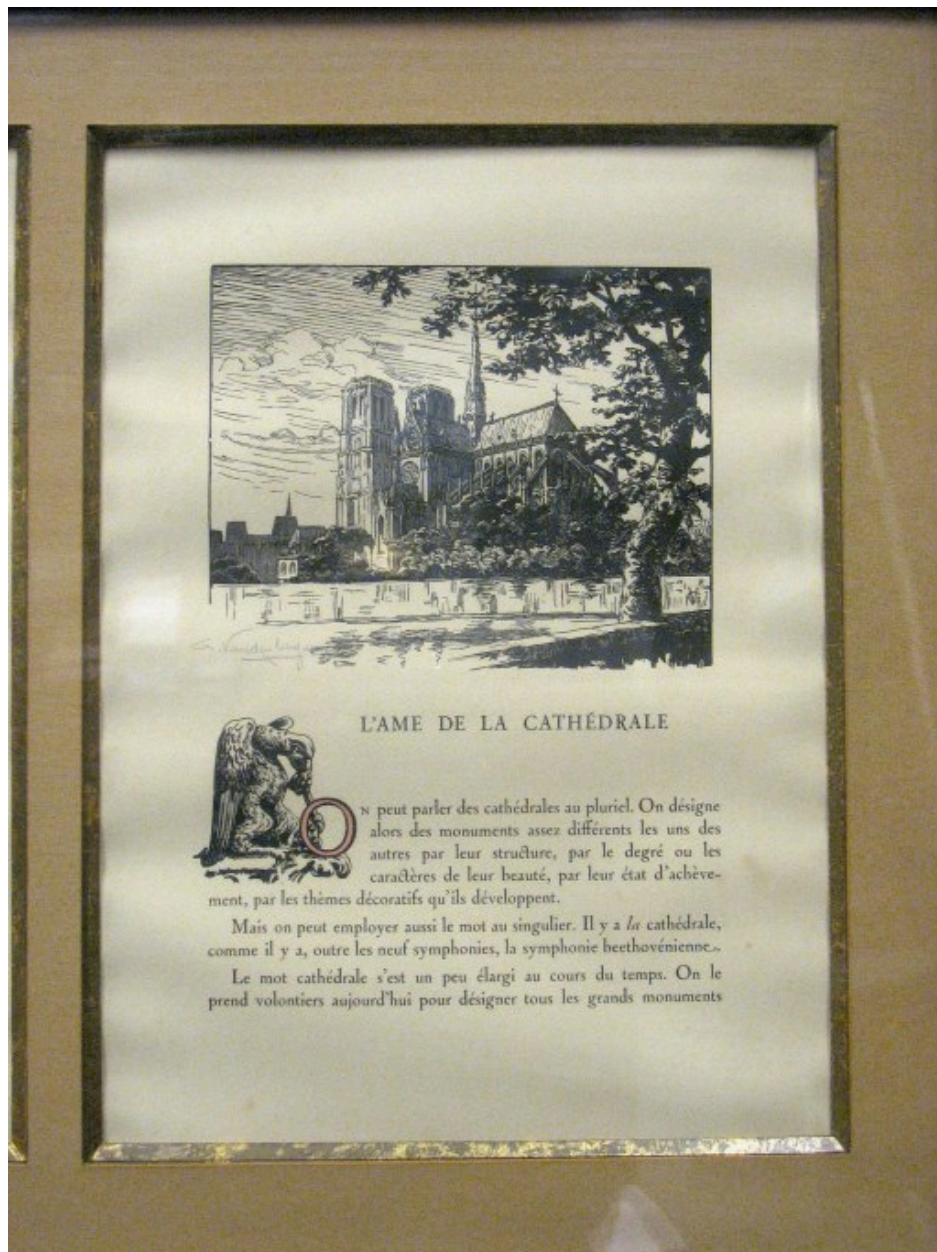 L'AME DE LA CATHÉDRALE
ON peut parler des cathédrales au pluriel. On désigne
alors des monuments assez différents les uns des
autres par leur structure, par le degré ou les
caractères de leur beauté, par leur état d'achève-
ment, par les thèmes décoratifs qu'ils développent.
Mais on peut employer aussi le mot au singulier. Il y a la cathédrale,
comme il y a, outre les neuf symphonies, la symphonie beethovénienne.
Le mot cathédrale s'est un peu élargi au cours du temps. On le
prend volontiers aujourd'hui pour désigner tous les grands monuments